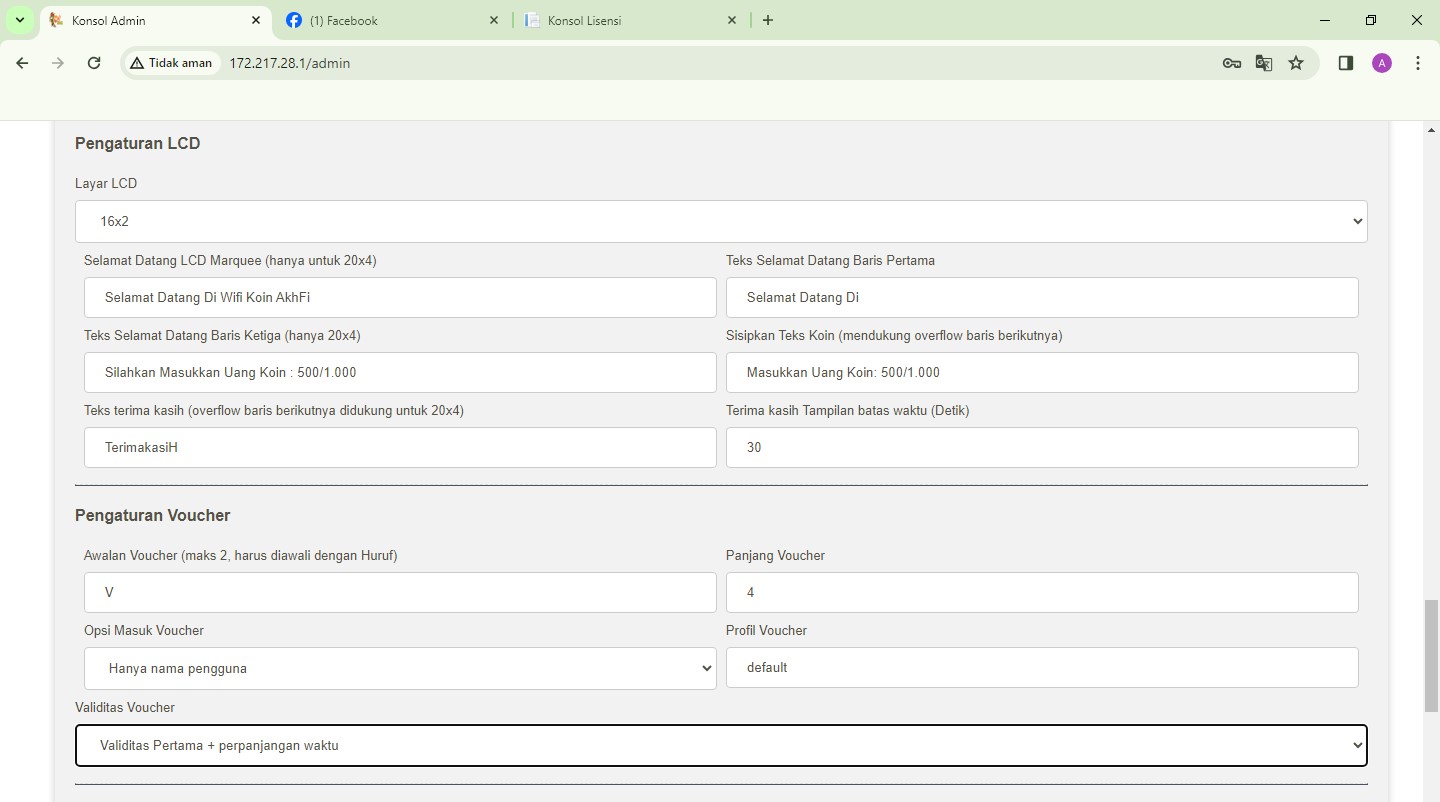 Konsol Admin
(1) Facebook
Konsol Lisensi
Tidak aman
172.217.28.1/admin
A
Pengaturan LCD
Layar LCD
16x2
Selamat Datang LCD Marquee (hanya untuk 20x4)
Teks Selamat Datang Baris Pertama
Selamat Datang Di Wifi Koin AkhFi
Selamat Datang Di
Teks Selamat Datang Baris Ketiga (hanya 20x4)
Sisipkan Teks Koin (mendukung overflow baris berikutnya)
Silahkan Masukkan Uang Koin : 500/1.000
Masukkan Uang Koin: 500/1.000
Teks terima kasih (overflow baris berikutnya didukung untuk 20x4)
Terima kasih Tampilan batas waktu (Detik)
TerimakasiH
30
Pengaturan Voucher
Awalan Voucher (maks 2, harus diawali dengan Huruf)
Panjang Voucher
V
4
Opsi Masuk Voucher
Profil Voucher
Hanya nama pengguna
default
Validitas Voucher
Validitas Pertama + perpanjangan waktu